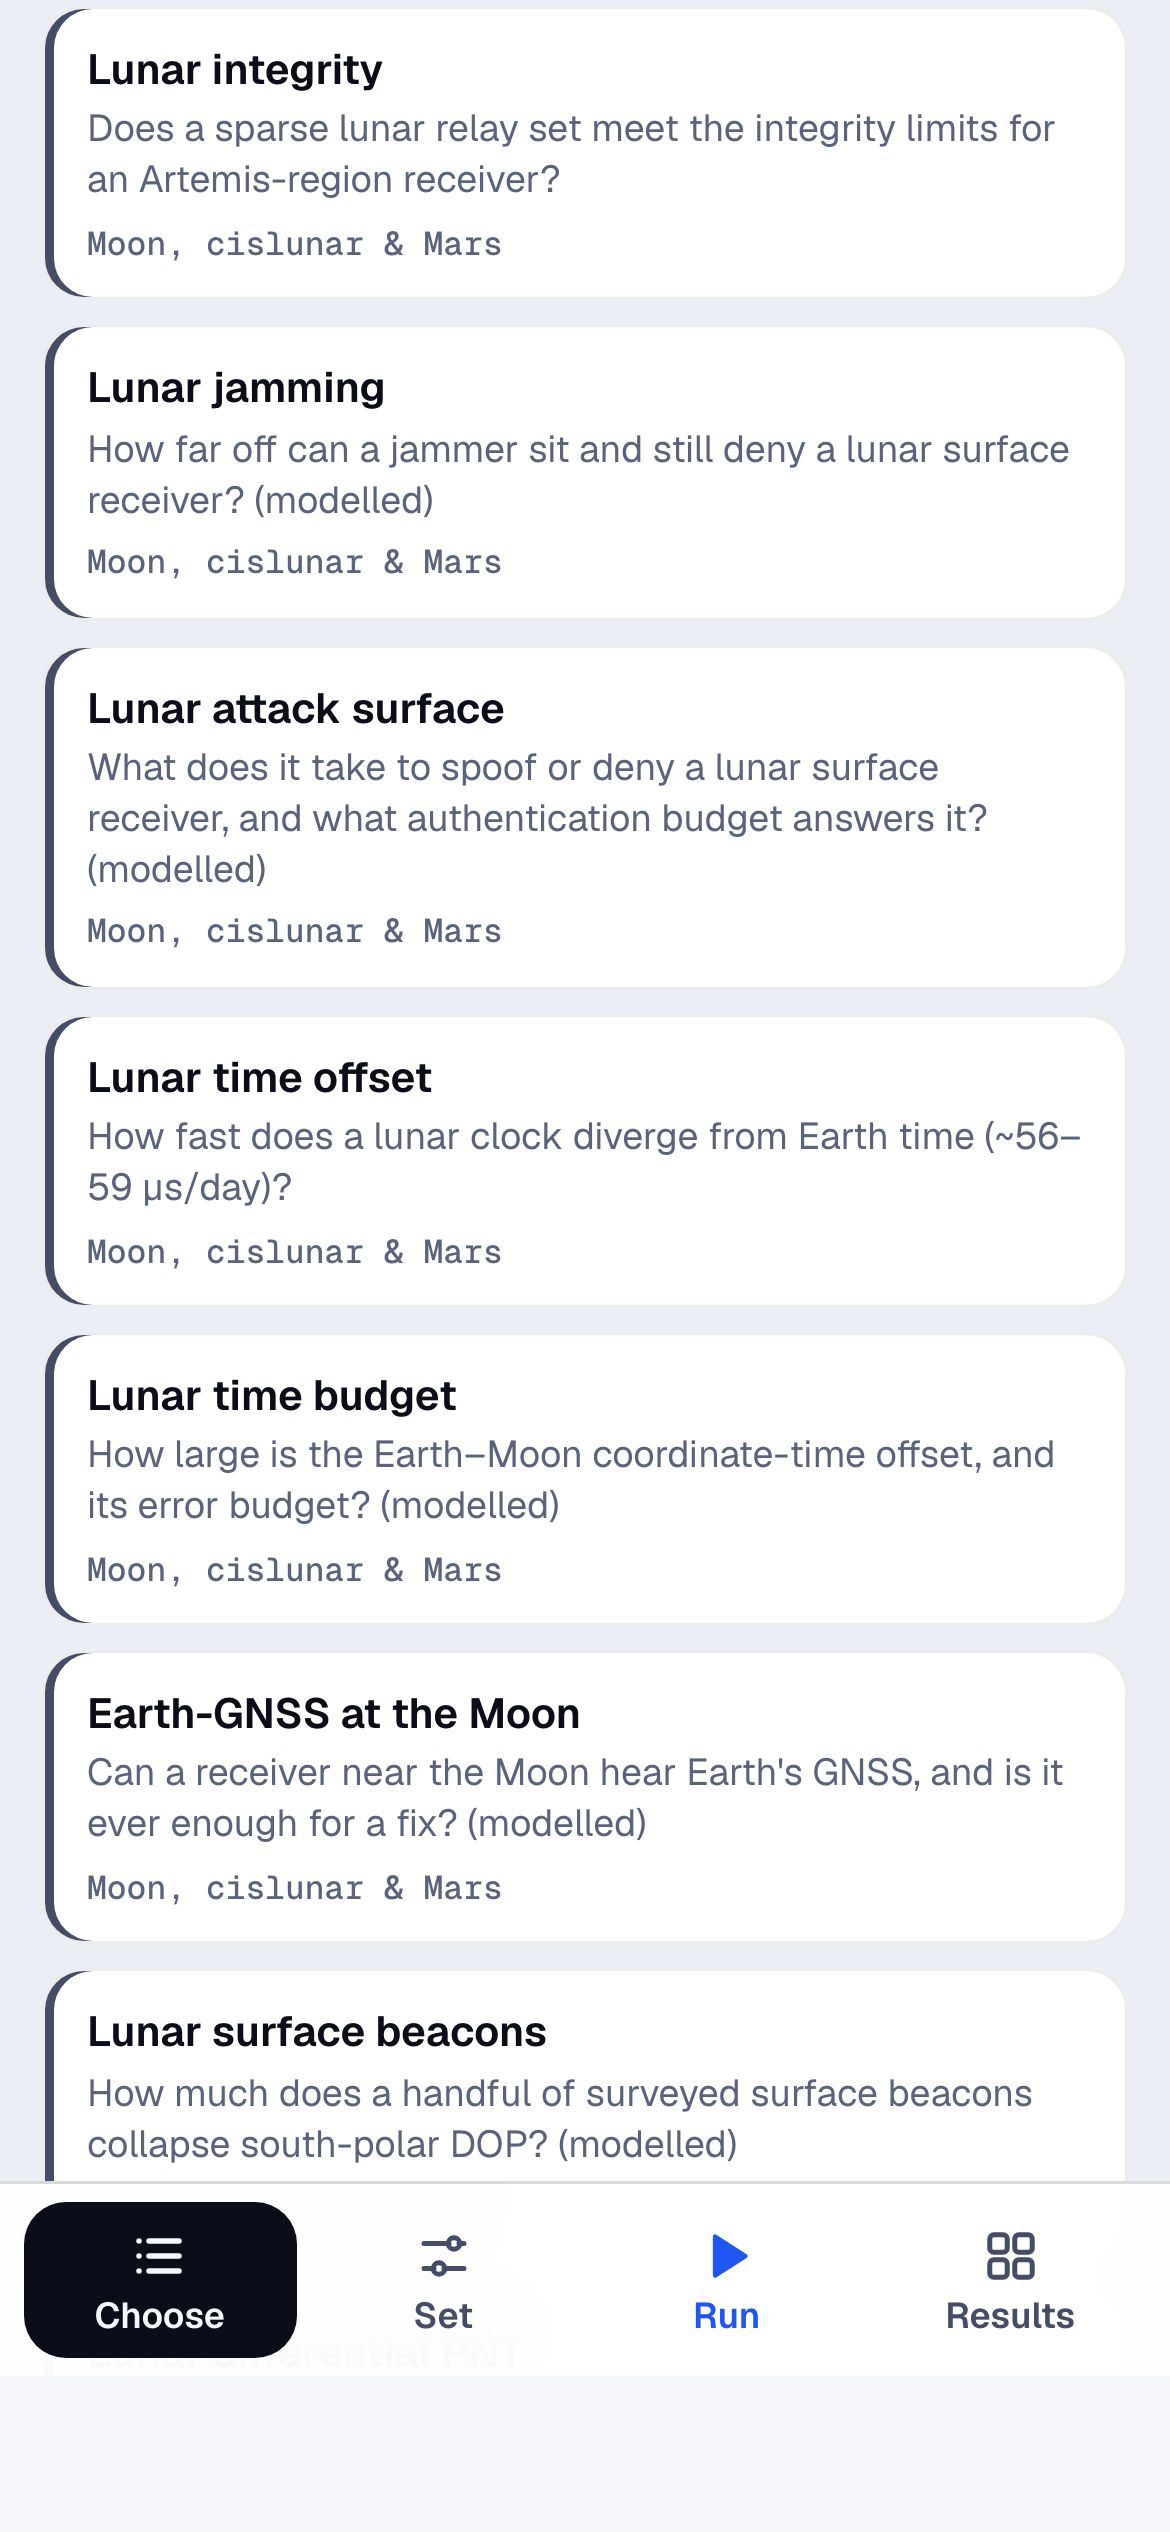 Lunar integrity
Does a sparse lunar relay set meet the integrity limits for
an Artemis-region receiver?
Moon, cislunar & Mars
Lunar jamming
How far off can a jammer sit and still deny a lunar surface
receiver? (modelled)
Moon, cislunar & Mars
Lunar attack surface
What does it take to spoof or deny a lunar surface
receiver, and what authentication budget answers it?
(modelled)
Moon, cislunar & Mars
Lunar time offset
How fast does a lunar clock diverge from Earth time (~56–
59 µs/day)?
Moon, cislunar & Mars
Lunar time budget
How large is the Earth–Moon coordinate-time offset, and
its error budget? (modelled)
Moon, cislunar & Mars
Earth-GNSS at the Moon
Can a receiver near the Moon hear Earth's GNSS, and is it
ever enough for a fix? (modelled)
Moon, cislunar & Mars
Lunar surface beacons
How much does a handful of surveyed surface beacons
collapse south-polar DOP? (modelled)
Choose
Set
Run
Results
Lunar differential PNT